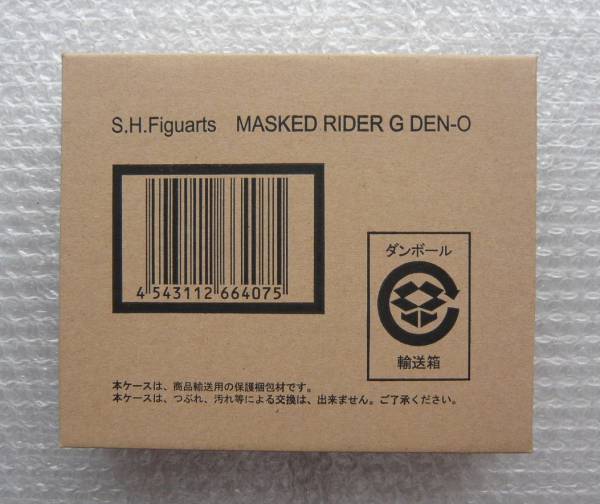 S.H.Figuarts MASKED RIDER G DEN-O
4 543112 664075
ダンボール
輸送箱
本ケースは、商品輸送用の保護梱包材です。
本ケースは、つぶれ、汚れ等による交換は、出来ません。ご了承ください。